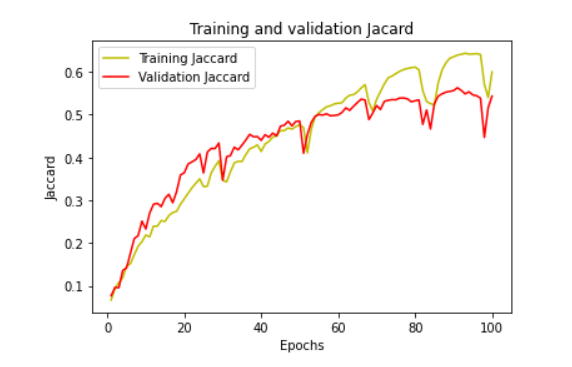 Training and validation Jacard
Training Jaccard
Validation Jaccard
0.6
0.5
0.4
0.3
0.2
0.1
Jaccard
0 20 40 60 80 100
Epochs